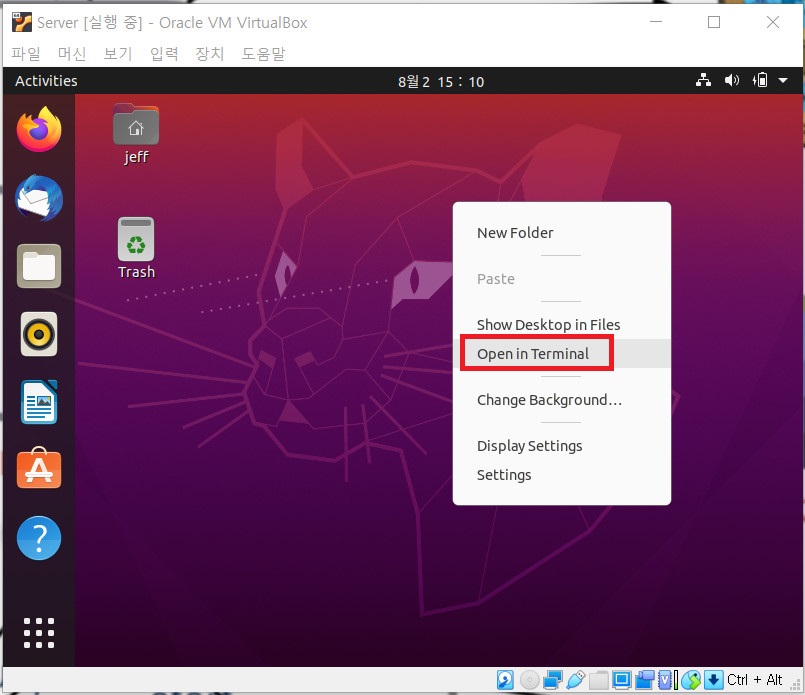 Server [실행 중] - Oracle VM VirtualBox
파일 머신 보기 입력 장치 도움말
Activities 8월 2 15 : 10
jeff
Trash
New Folder
Paste
Show Desktop in Files
Open in Terminal
Change Background…
Display Settings
Settings
?
Ctrl + Alt